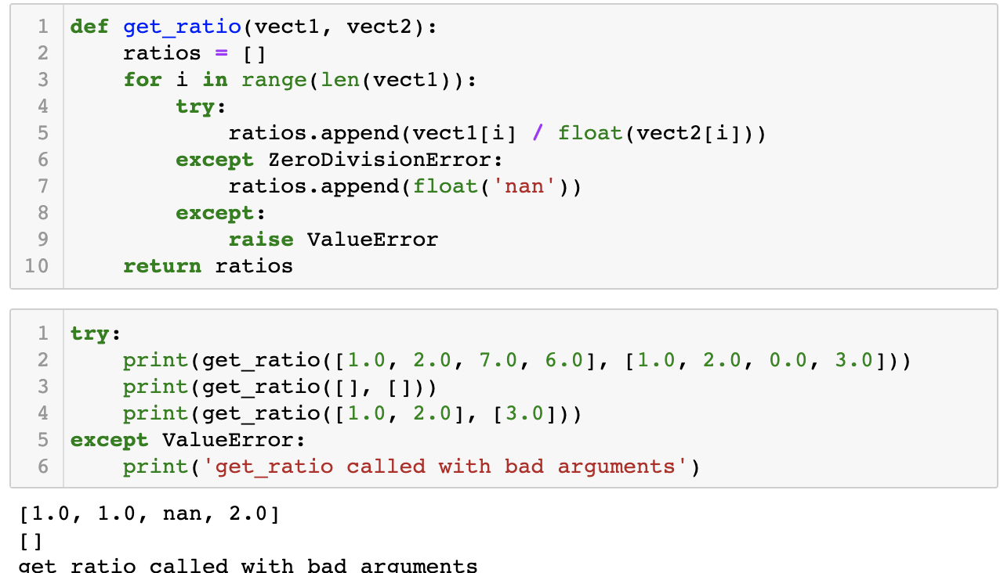 1 def get_ratio(vect1, vect2):
2     ratios = []
3     for i in range(len(vect1)):
4         try:
5             ratios.append(vect1[i] / float(vect2[i]))
6         except ZeroDivisionError:
7             ratios.append(float('nan'))
8         except:
9             raise ValueError
10     return ratios
1 try:
2     print(get_ratio([1.0, 2.0, 7.0, 6.0], [1.0, 2.0, 0.0, 3.0]))
3     print(get_ratio([], []))
4     print(get_ratio([1.0, 2.0], [3.0]))
5 except ValueError:
6     print('get_ratio called with bad arguments')
[1.0, 1.0, nan, 2.0]
[]
get_ratio called with bad arguments